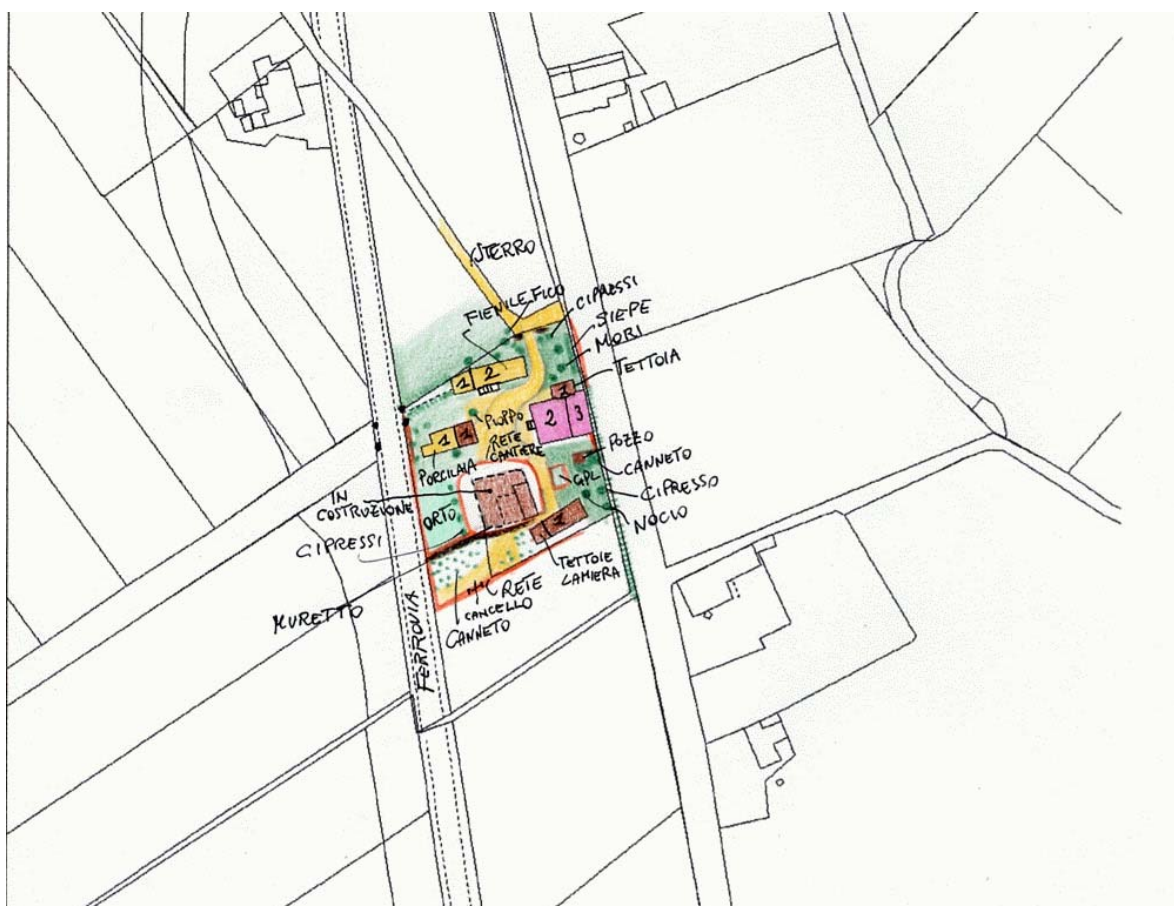 STERRO
FIENILE FICO
CIPRESSI
SIEPE
MORI
TETTOIA
1 2
1
2 3
PIOPPO
1 1
RETE
CANTIERE
PORCILAIA
POZZO
CANNETO
GPL
CIPRESSO
NOCIO
IN
COSTRUZIONE
ORTO
CIPRESSI
1
TETTOIE
LAMIERA
MURETTO
RETE
CANCELLO
CANNETO
FERROVIA